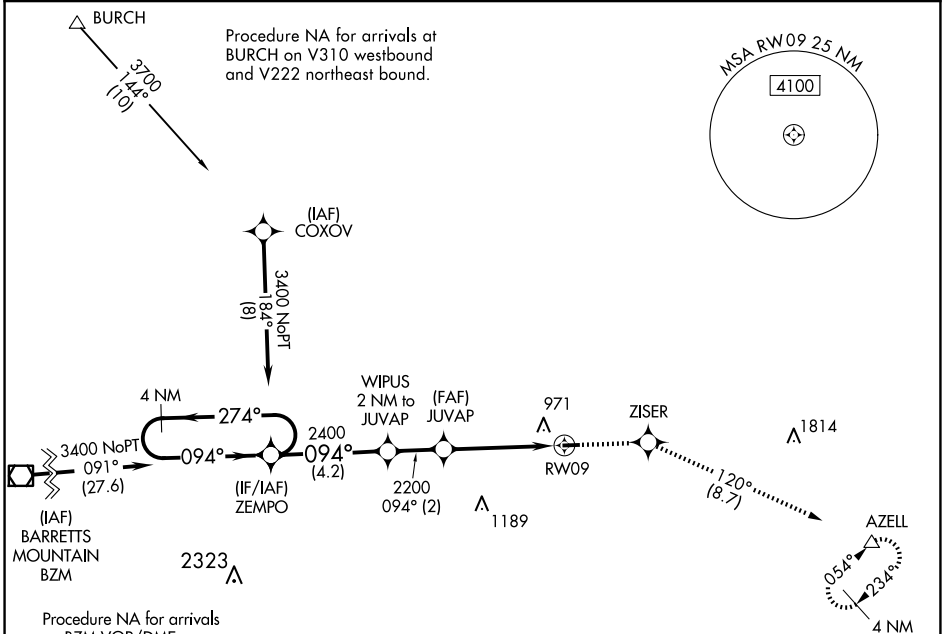 BURCH
Procedure NA for arrivals at
BURCH on V310 westbound
and V222 northeast bound.
MSA RW09 25 NM
4100
3700
144°
(10)
(IAF)
COXOV
3400 NoPT
184°
(8)
4 NM
274°
094°
3400 NoPT
091°
(27.6)
(IAF)
BARRETTS
MOUNTAIN
BZM
(IF/IAF)
ZEMPO
2400
094°
(4.2)
WIPUS
2 NM to
JUVAP
(FAF)
JUVAP
2200
094° (2)
971
1189
RW09
ZISER
1814
120°
(8.7)
AZELL
054°
234°
4 NM
2323
Procedure NA for arrivals